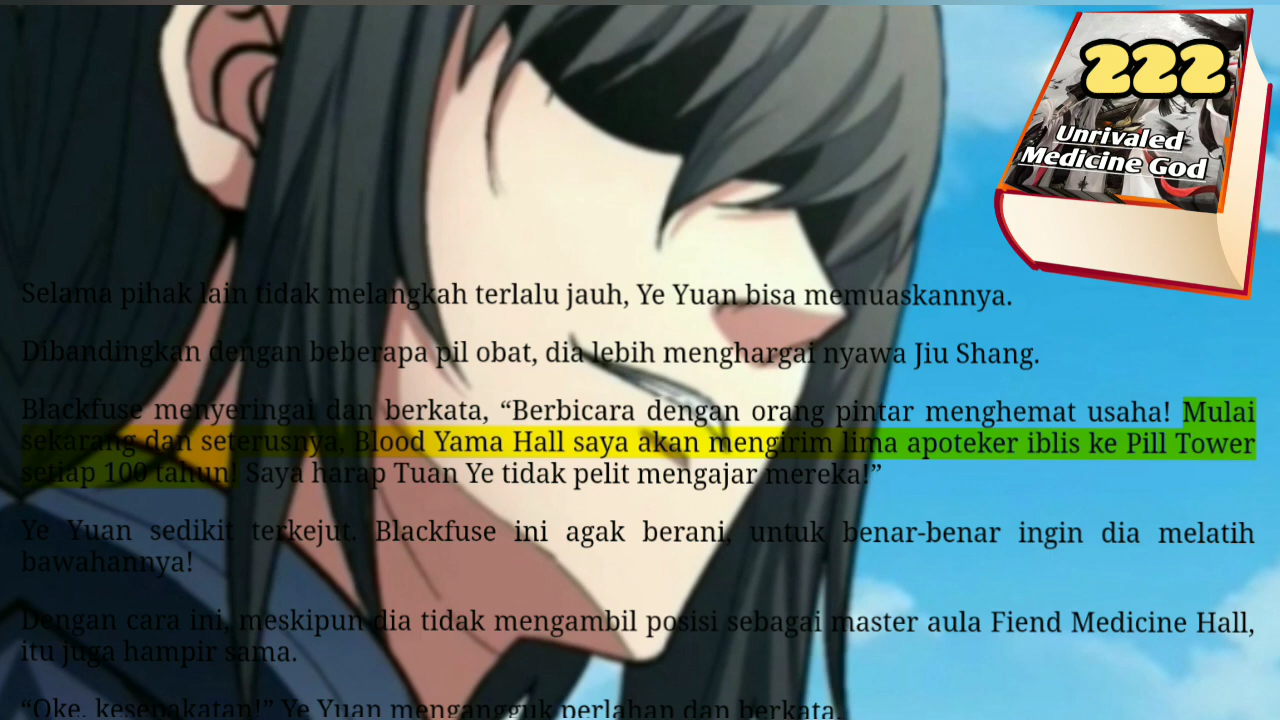 222
Unrivaled
Medicine God
Selama pihak lain tidak melangkah terlalu jauh, Ye Yuan bisa memuaskannya.
Dibandingkan dengan beberapa pil obat, dia lebih menghargai nyawa Jiu Shang.
Blackfuse menyeringai dan berkata, “Berbicara dengan orang pintar menghemat usaha! Mulai
sekarang dan seterusnya, Blood Yama Hall saya akan mengirim lima apoteker iblis ke Pill Tower
setiap 100 tahun! Saya harap Tuan Ye tidak pelit mengajar mereka!”
Ye Yuan sedikit terkejut. Blackfuse ini agak berani, untuk benar-benar ingin dia melatih
bawahannya!
Dengan cara ini, meskipun dia tidak mengambil posisi sebagai master aula Fiend Medicine Hall,
itu juga hampir sama.
“Oke, kesepakatan!” Ye Yuan mengangguk perlahan dan berkata.